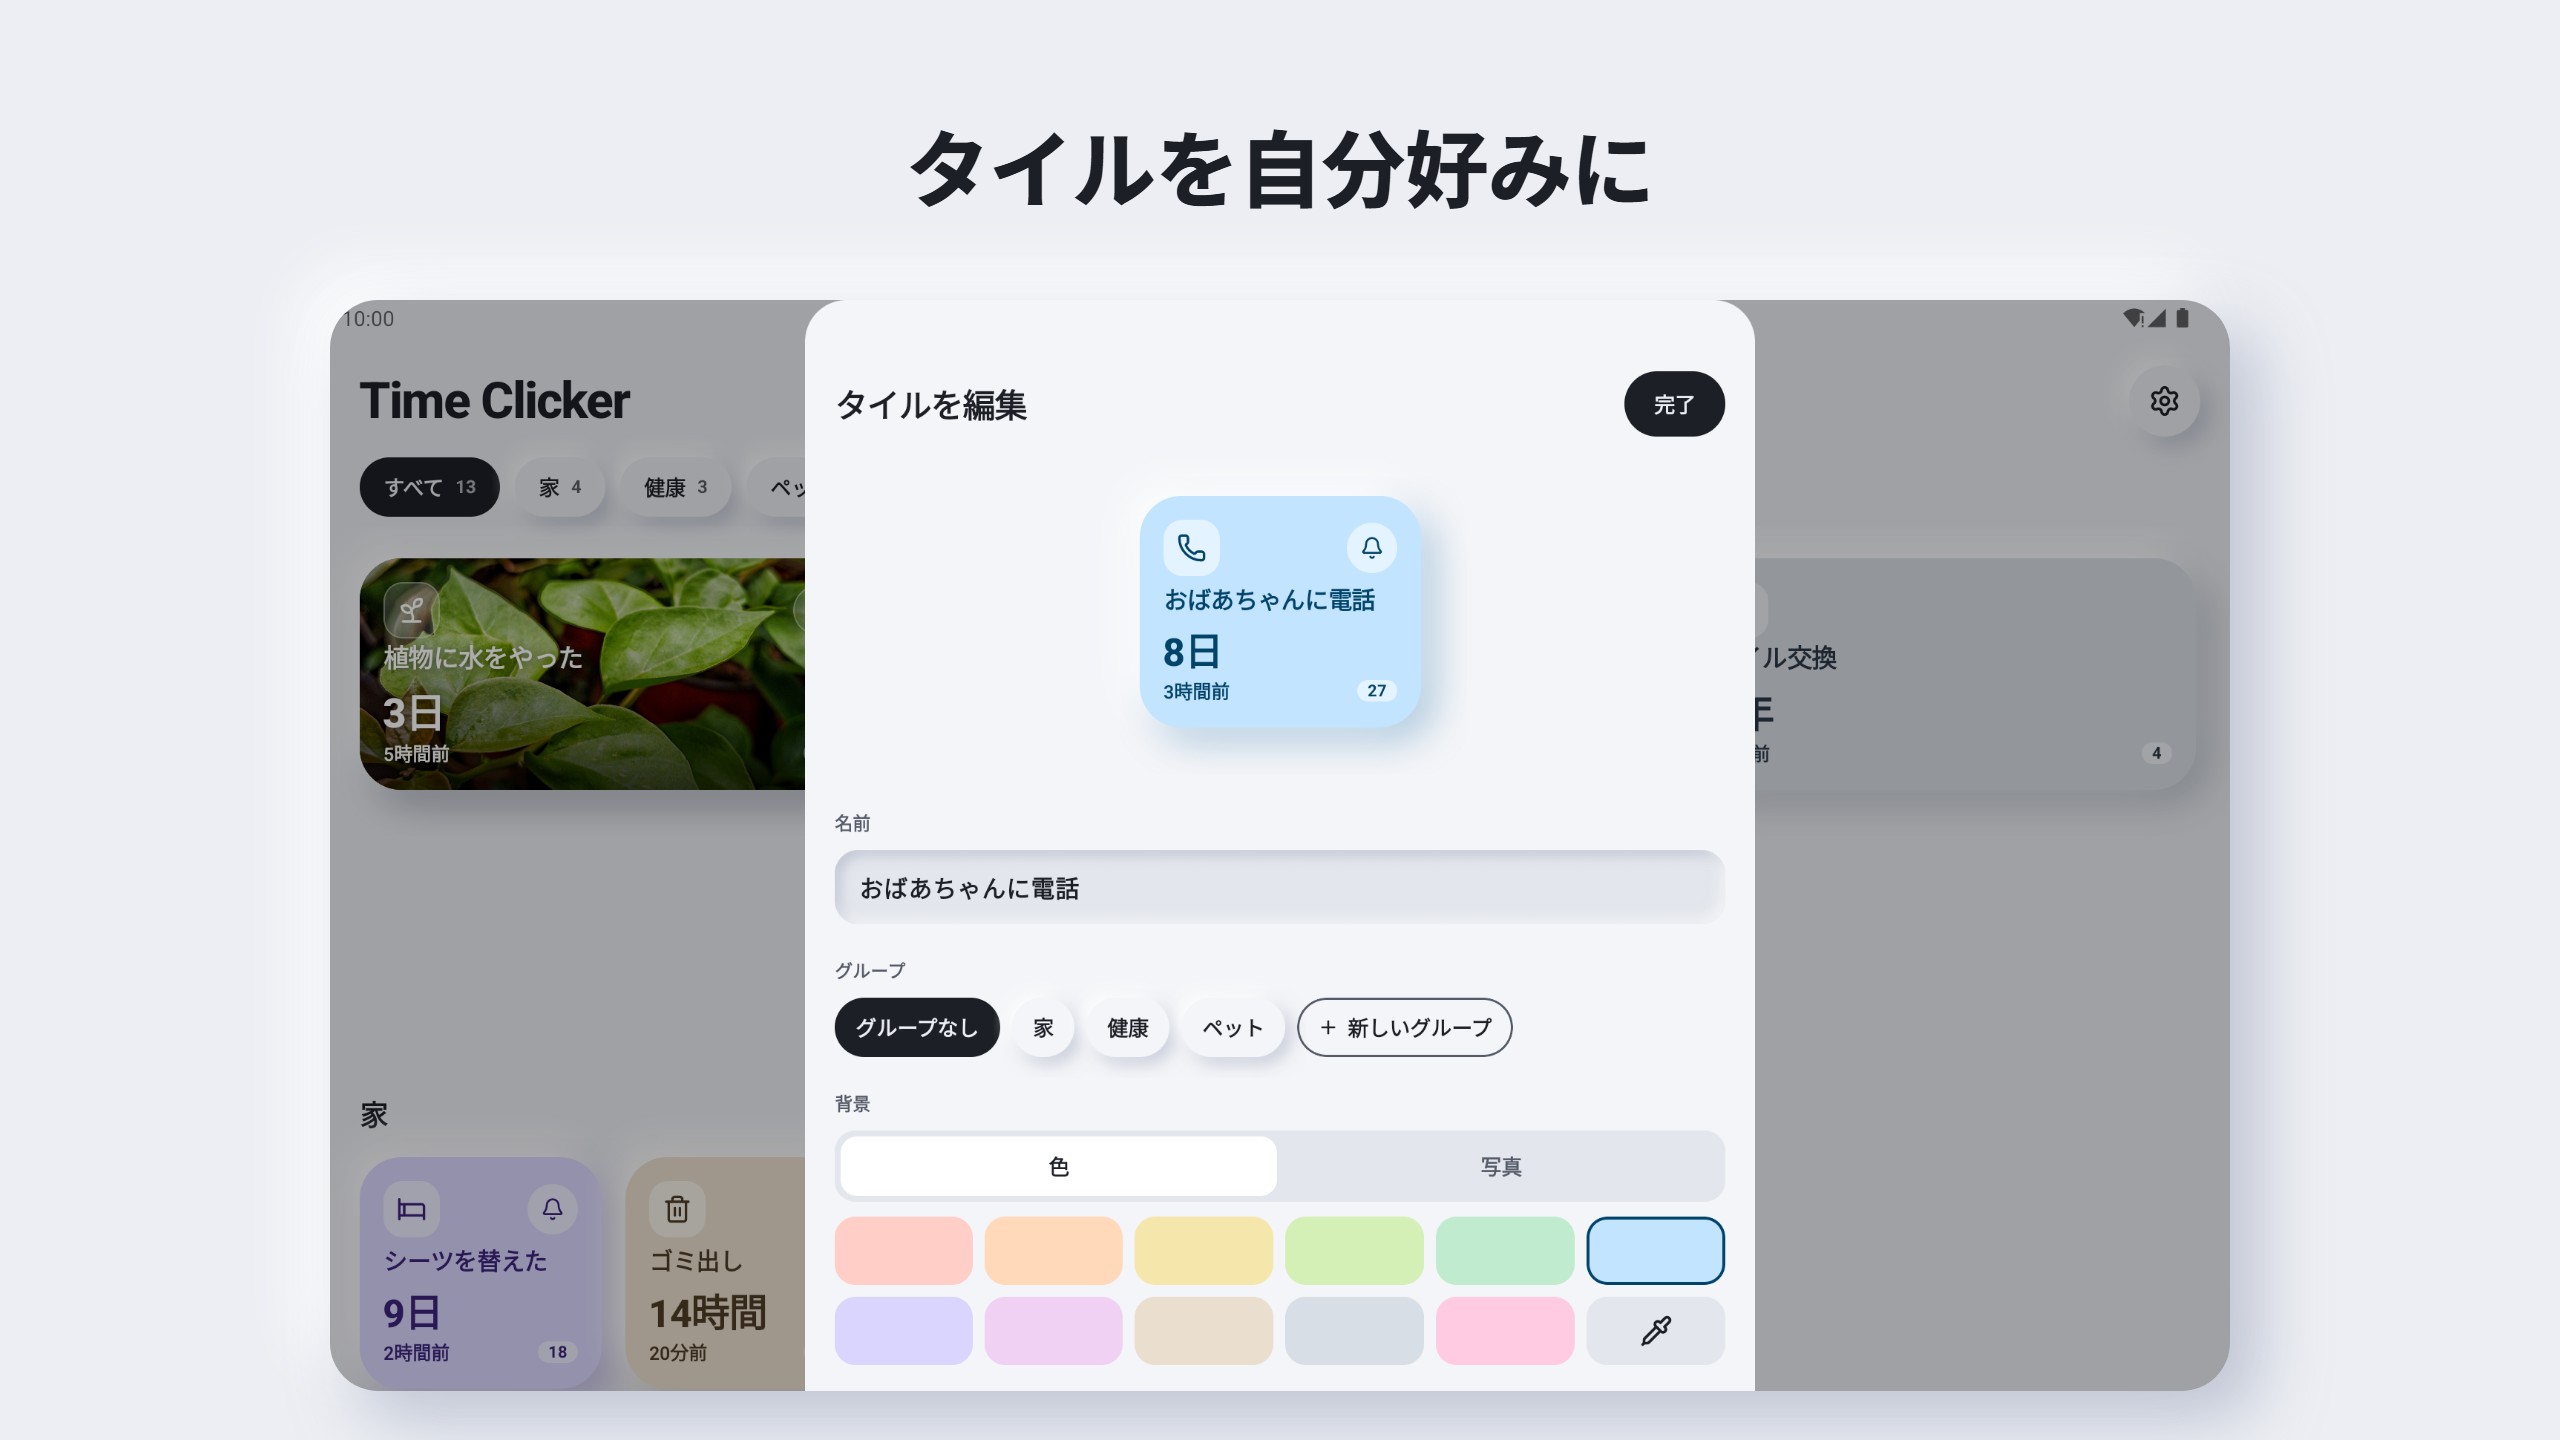 タイルを自分好みに
10:00
Time Clicker
すべて 13
家 4
健康 3
ペッ
植物に水をやった
3日
5時間前
家
シーツを替えた
9日
2時間前
18
ゴミ出し
14時間
20分前
タイルを編集
完了
おばあちゃんに電話
8日
3時間前
27
名前
おばあちゃんに電話
グループ
グループなし
家
健康
ペット
+ 新しいグループ
背景
色
写真
イル交換
年
前
4